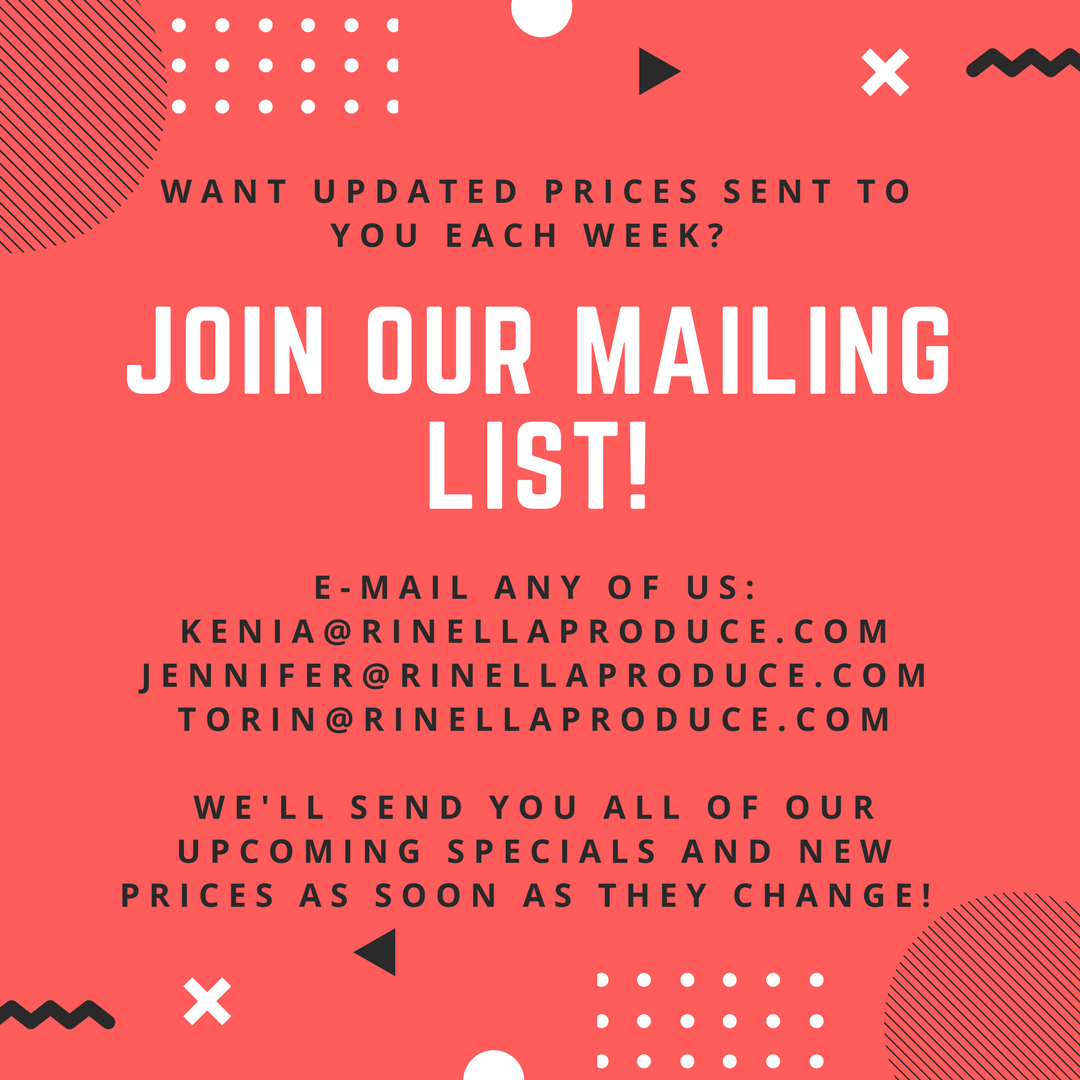 WANT UPDATED PRICES SENT TO
YOU EACH WEEK?
JOIN OUR MAILING
LIST!
E-MAIL ANY OF US:
KENIA@RINELLAPRODUCE.COM
JENNIFER@RINELLAPRODUCE.COM
TORIN@RINELLAPRODUCE.COM
WE'LL SEND YOU ALL OF OUR
UPCOMING SPECIALS AND NEW
PRICES AS SOON AS THEY CHANGE!